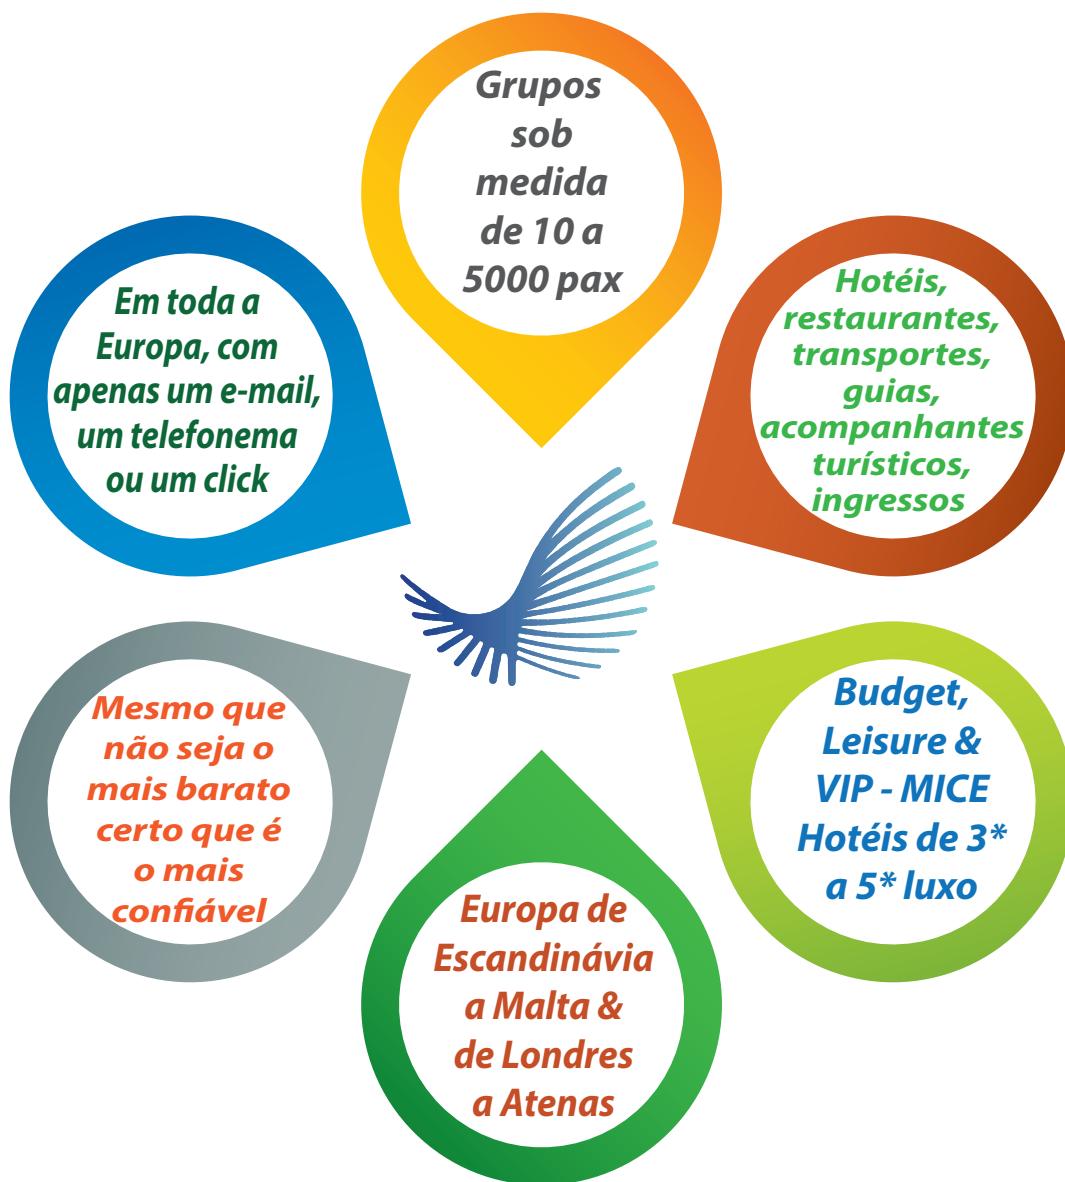 Grupos
sob
medida
de 10 a
5000 pax
Em toda a
Europa, com
apenas um e-mail,
um telefonema
ou um click
Hotéis,
restaurantes,
transportes,
guias,
acompanhantes
turísticos,
ingressos
Mesmo que
não seja o
mais barato
certo que é
o mais
confiável
Budget,
Leisure &
VIP - MICE
Hotéis de 3*
a 5* luxo
Europa de
Escandinávia
a Malta &
de Londres
a Atenas